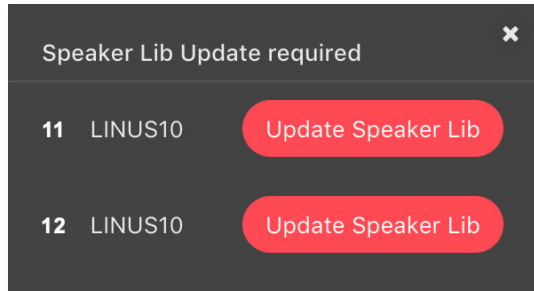 Speaker Lib Update required
11 LINUS10 Update Speaker Lib
12 LINUS10 Update Speaker Lib